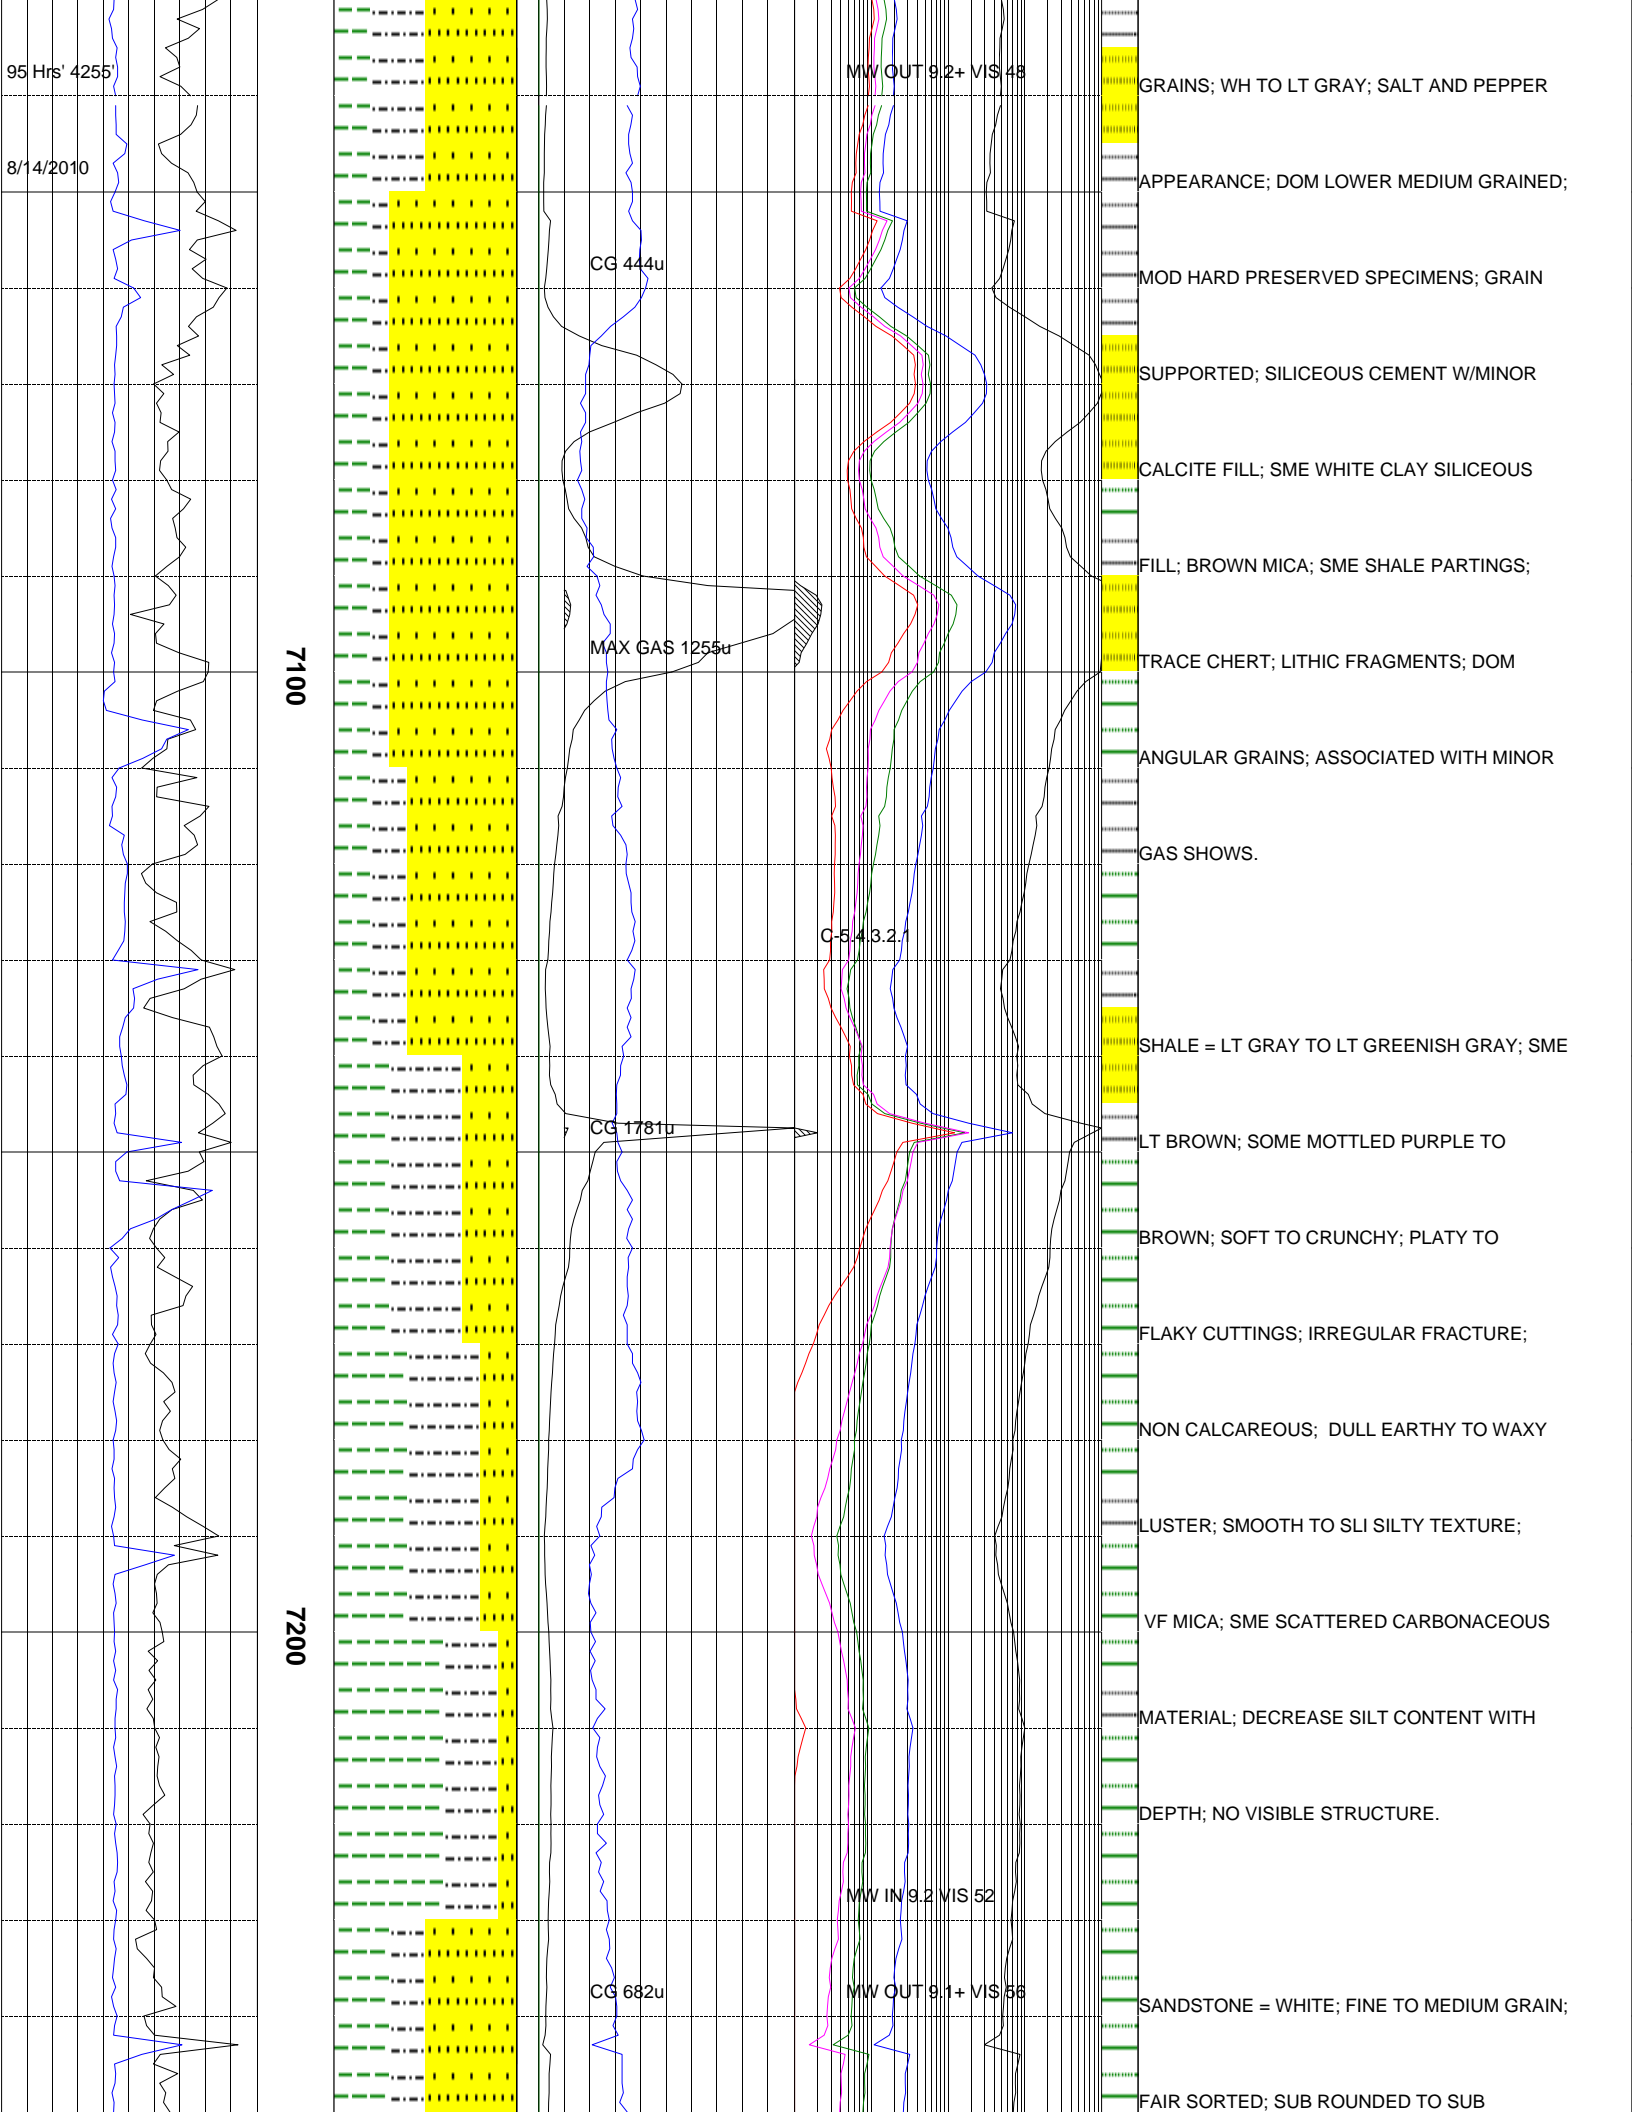 95 Hrs' 4255'
MW OUT 9.2+ VIS 48
GRAINS; WH TO LT GRAY; SALT AND PEPPER
8/14/2010
APPEARANCE; DOM LOWER MEDIUM GRAINED;
CG 444u
MOD HARD PRESERVED SPECIMENS; GRAIN
SUPPORTED; SILICEOUS CEMENT W/MINOR
CALCITE FILL; SME WHITE CLAY SILICEOUS
FILL; BROWN MICA; SME SHALE PARTINGS;
7100
MAX GAS 1255u
TRACE CHERT; LITHIC FRAGMENTS; DOM
ANGULAR GRAINS; ASSOCIATED WITH MINOR
GAS SHOWS.
C-5.4.3.2.1
SHALE = LT GRAY TO LT GREENISH GRAY; SME
CG 1781u
LT BROWN; SOME MOTTLED PURPLE TO
BROWN; SOFT TO CRUNCHY; PLATY TO
FLAKY CUTTINGS; IRREGULAR FRACTURE;
NON CALCAREOUS;  DULL EARTHY TO WAXY
LUSTER; SMOOTH TO SLI SILTY TEXTURE;
7200
VF MICA; SME SCATTERED CARBONACEOUS
MATERIAL; DECREASE SILT CONTENT WITH
DEPTH; NO VISIBLE STRUCTURE.
MW IN 9.2 VIS 52
CG 682u
MW OUT 9.1+ VIS 56
SANDSTONE = WHITE; FINE TO MEDIUM GRAIN;
FAIR SORTED; SUB ROUNDED TO SUB